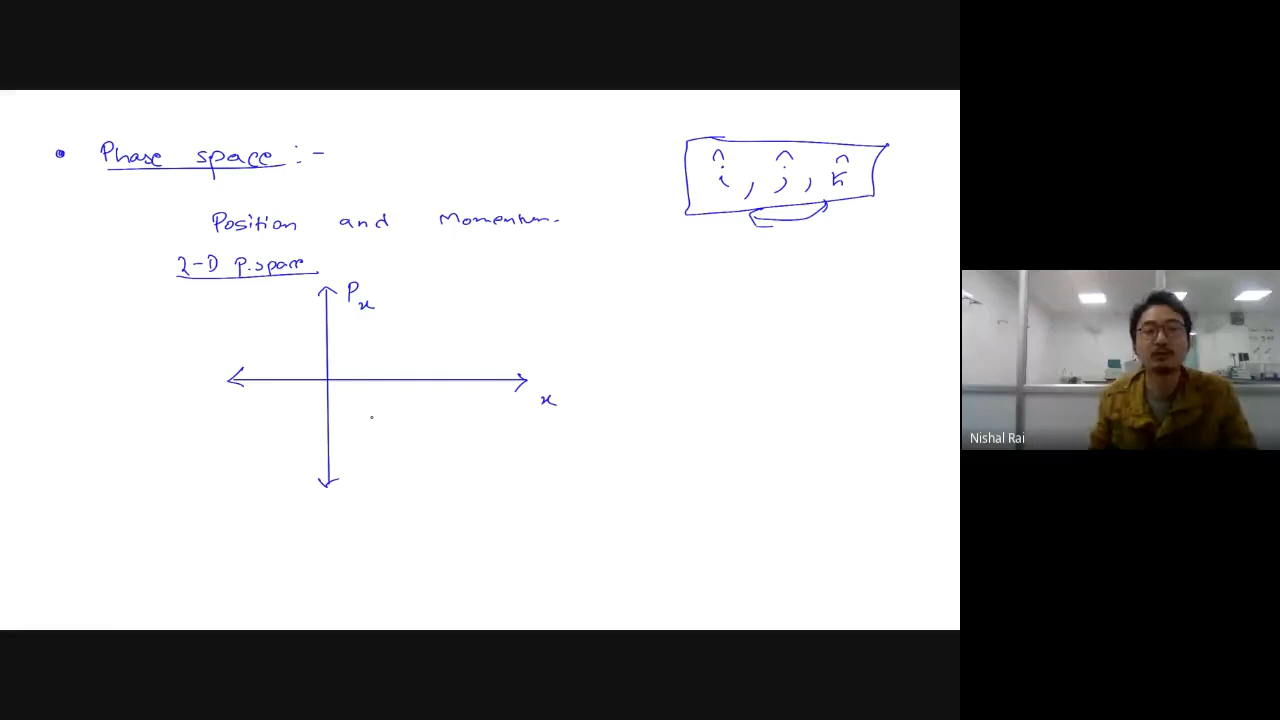 • Phase space :-
î , ĵ , k̂
Position and Momentum.
2-D P.space
Px
x
Nishal Rai